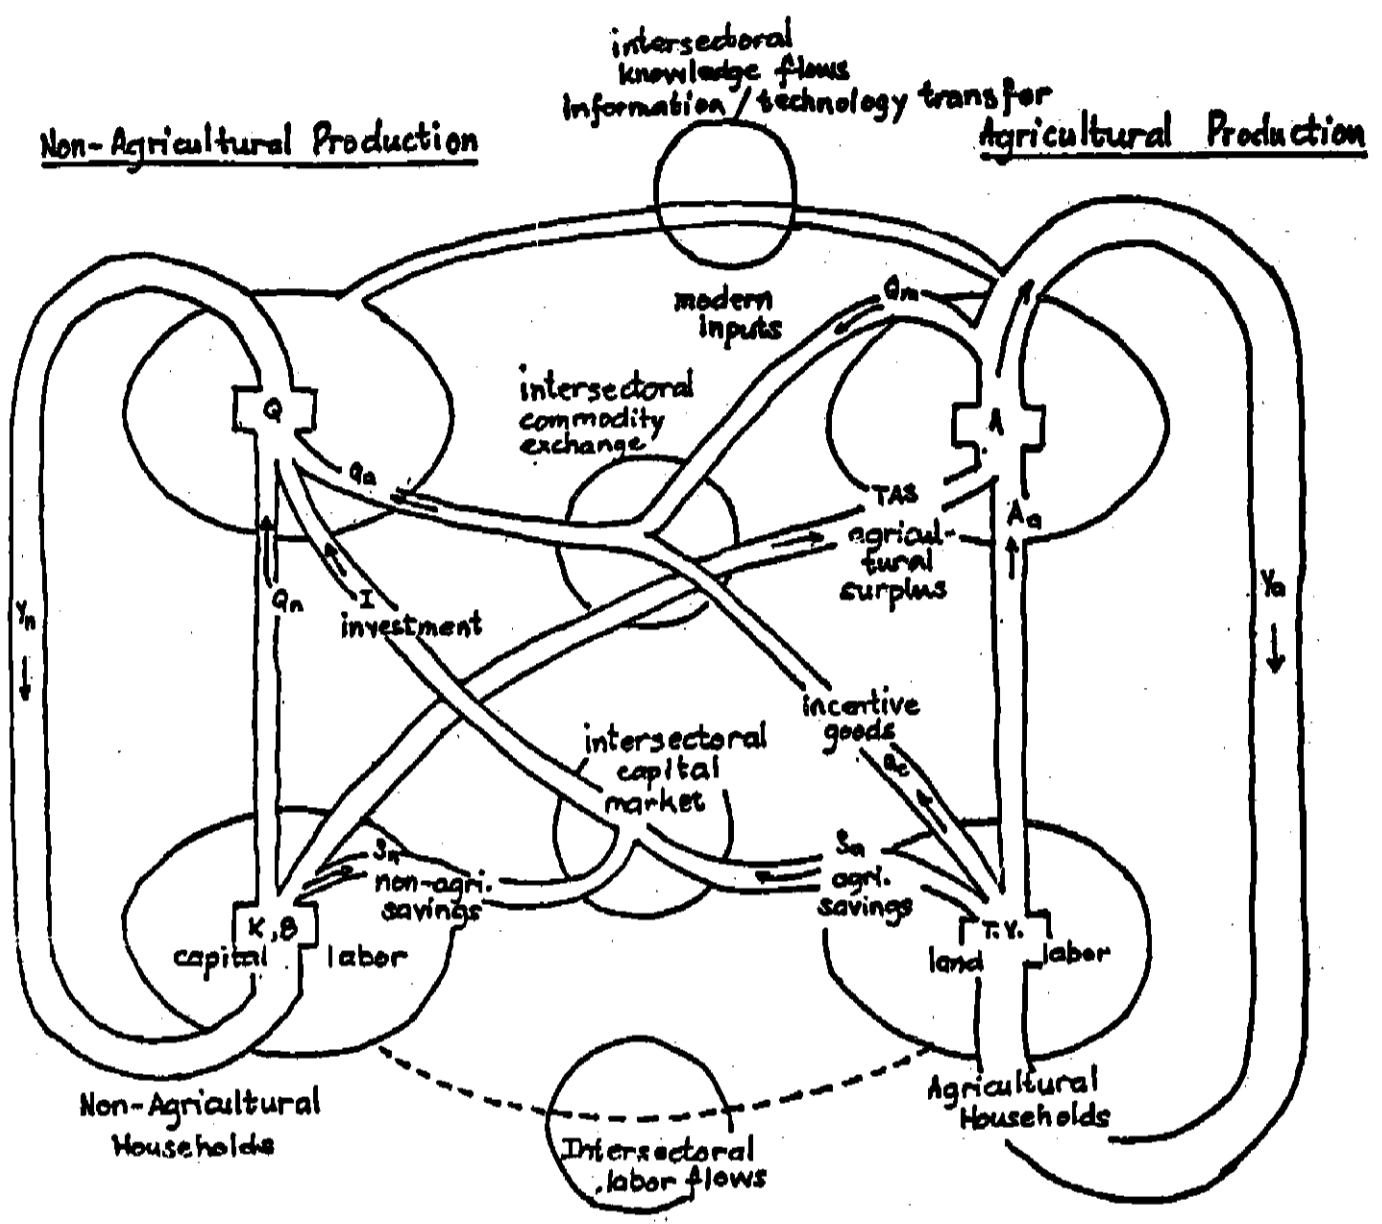 intersectoral
knowledge flows
Information / technology transfer
Non-Agricultural Production
Agricultural Production
Qm
modern
inputs
intersectoral
commodity
exchange
Q
A
Qa
TAS
agricul-
tural
surplus
Aa
Yn
Qn
I
investment
Ya
incentive
goods
Qc
intersectoral
capital
market
Sn
non-agri.
savings
Sa
agri.
savings
K, B
capital labor
T. V.
land labor
Non-Agricultural
Households
Agricultural
Households
Intersectoral
labor flows